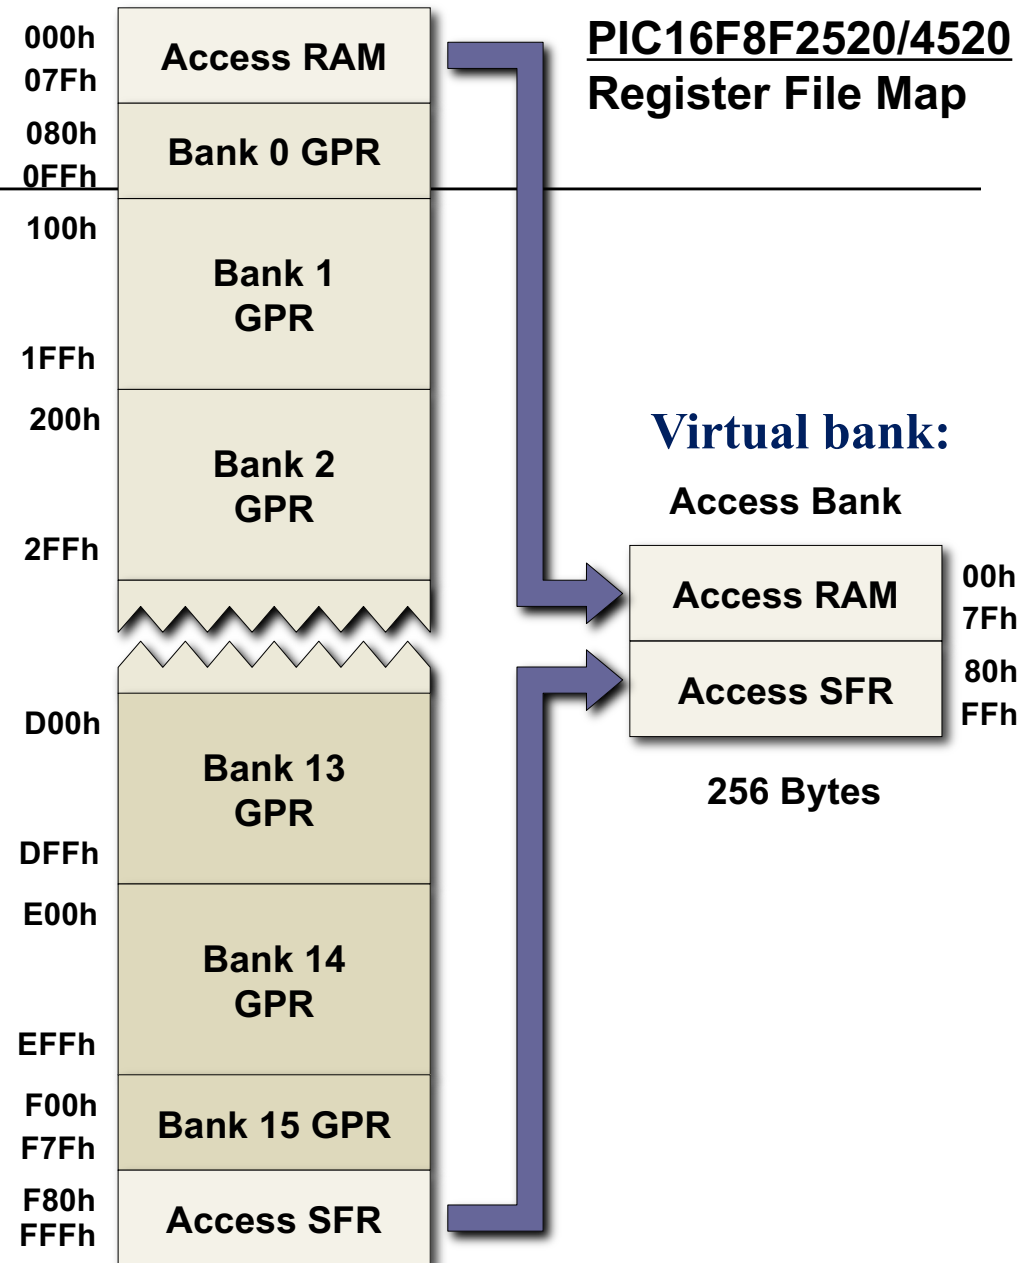 PIC16F8F2520/4520
Register File Map
000h
07Fh
Access RAM
080h
0FFh
Bank 0 GPR
100h
Bank 1
GPR
1FFh
200h
Bank 2
GPR
2FFh
D00h
Bank 13
GPR
DFFh
E00h
Bank 14
GPR
EFFh
F00h
F7Fh
Bank 15 GPR
F80h
FFFh
Access SFR
Virtual bank:
Access Bank
Access RAM
00h
7Fh
Access SFR
80h
FFh
256 Bytes